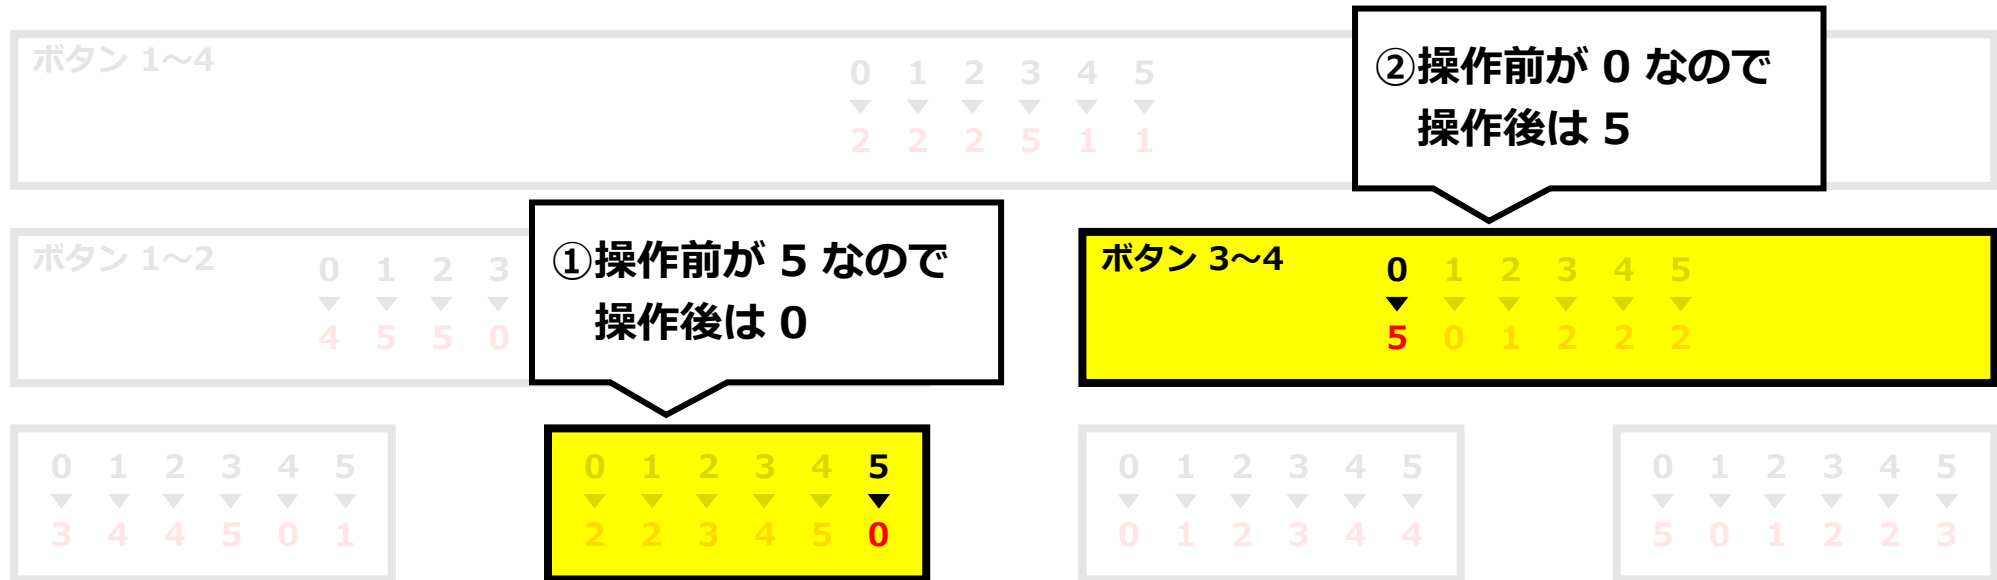 ボタン 1～4
0 1 2 3 4 5
▼ ▼ ▼ ▼ ▼ ▼
2 2 2 5 1 1
②操作前が 0 なので
操作後は 5
ボタン 1～2
0 1 2 3
▼ ▼ ▼ ▼
4 5 5 0
①操作前が 5 なので
操作後は 0
ボタン 3～4
0 1 2 3 4 5
▼ ▼ ▼ ▼ ▼ ▼
5 0 1 2 2 2
0 1 2 3 4 5
▼ ▼ ▼ ▼ ▼ ▼
3 4 4 5 0 1
0 1 2 3 4 5
▼ ▼ ▼ ▼ ▼ ▼
2 2 3 4 5 0
0 1 2 3 4 5
▼ ▼ ▼ ▼ ▼ ▼
0 1 2 3 4 4
0 1 2 3 4 5
▼ ▼ ▼ ▼ ▼ ▼
5 0 1 2 2 3